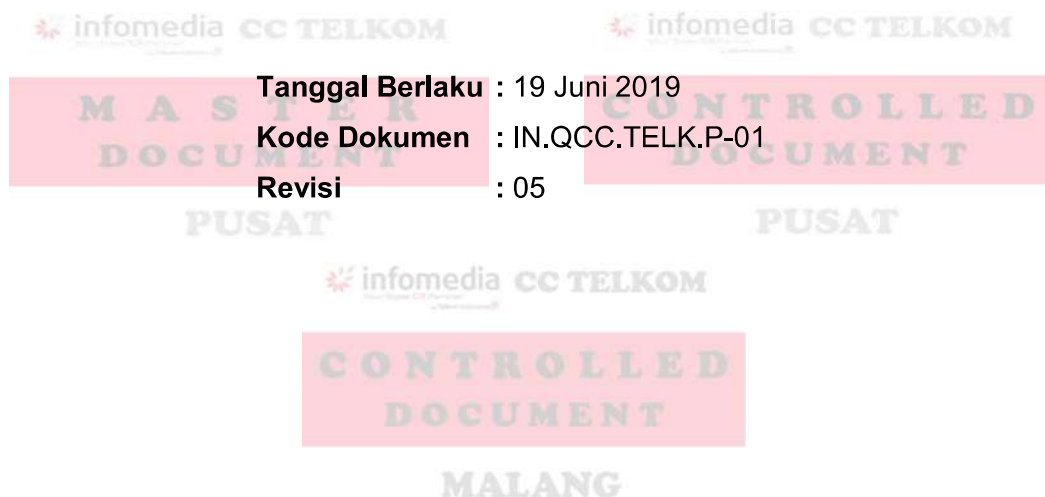 infomedia CC TELKOM
infomedia CC TELKOM
Tanggal Berlaku : 19 Juni 2019
MASTER
CONTROLLED
Kode Dokumen : IN.QCC.TELK.P-01
DOCUMENT
DOCUMENT
Revisi : 05
PUSAT
PUSAT
infomedia CC TELKOM
CONTROLLED
DOCUMENT
MALANG